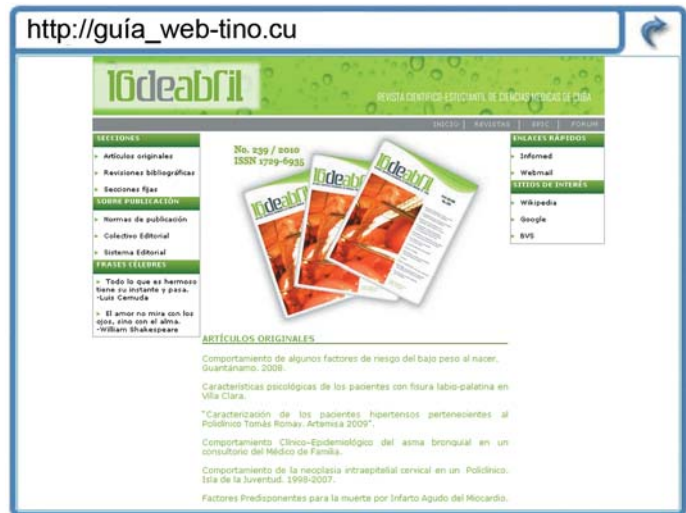 http://guía_web-tino.cu
16deabril
REVISTA CIENTÍFICO-ESTUDIANTIL DE CIENCIAS MÉDICAS DE CUBA
INICIO | REVISTAS | SPIC | FORUM
SECCIONES
Artículos originales
Revisiones bibliográficas
Secciones fijas
SOBRE PUBLICACIÓN
Normas de publicación
Colectivo Editorial
Sistema Editorial
FRASES CÉLEBRES
Todo lo que es hermoso
tiene su instante y pasa.
-Luis Cernuda
El amor no mira con los
ojos, sino con el alma.
-William Shakespeare
No. 239 / 2010
ISSN 1729-6935
16deabril
16deabril
16deabril
ENLACES RÁPIDOS
Infomed
Webmail
SITIOS DE INTERÉS
Wikipedia
Google
BVS
ARTÍCULOS ORIGINALES
Comportamiento de algunos factores de riesgo del bajo peso al nacer.
Guantánamo. 2008.
Características psicológicas de los pacientes con fisura labio-palatina en
Villa Clara.
"Caracterización de los pacientes hipertensos pertenecientes al
Policlínico Tomás Romay. Artemisa 2009".
Comportamiento Clínico-Epidemiológico del asma bronquial en un
consultorio del Médico de Familia.
Comportamiento de la neoplasia intraepitelial cervical en un Policlínico.
Isla de la Juventud. 1998-2007.
Factores Predisponentes para la muerte por Infarto Agudo del Miocardio.